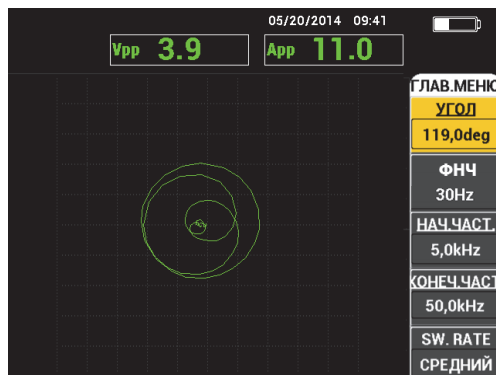 05/20/2014 09:41
Vpp 3.9 App 11.0
ГЛАВ.МЕНЮ
УГОЛ
119,0deg
ФНЧ
30Hz
НАЧ.ЧАСТ.
5,0kHz
КОНЕЧ.ЧАСТ
50,0kHz
SW. RATE
СРЕДНИЙ